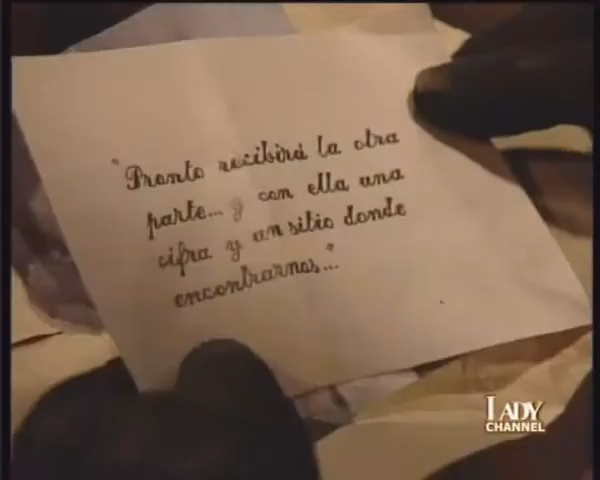 "Pronto recibirá la otra
parte... y con ella una
cifra y un sitio donde
encontrarnos..."
LADY
CHANNEL